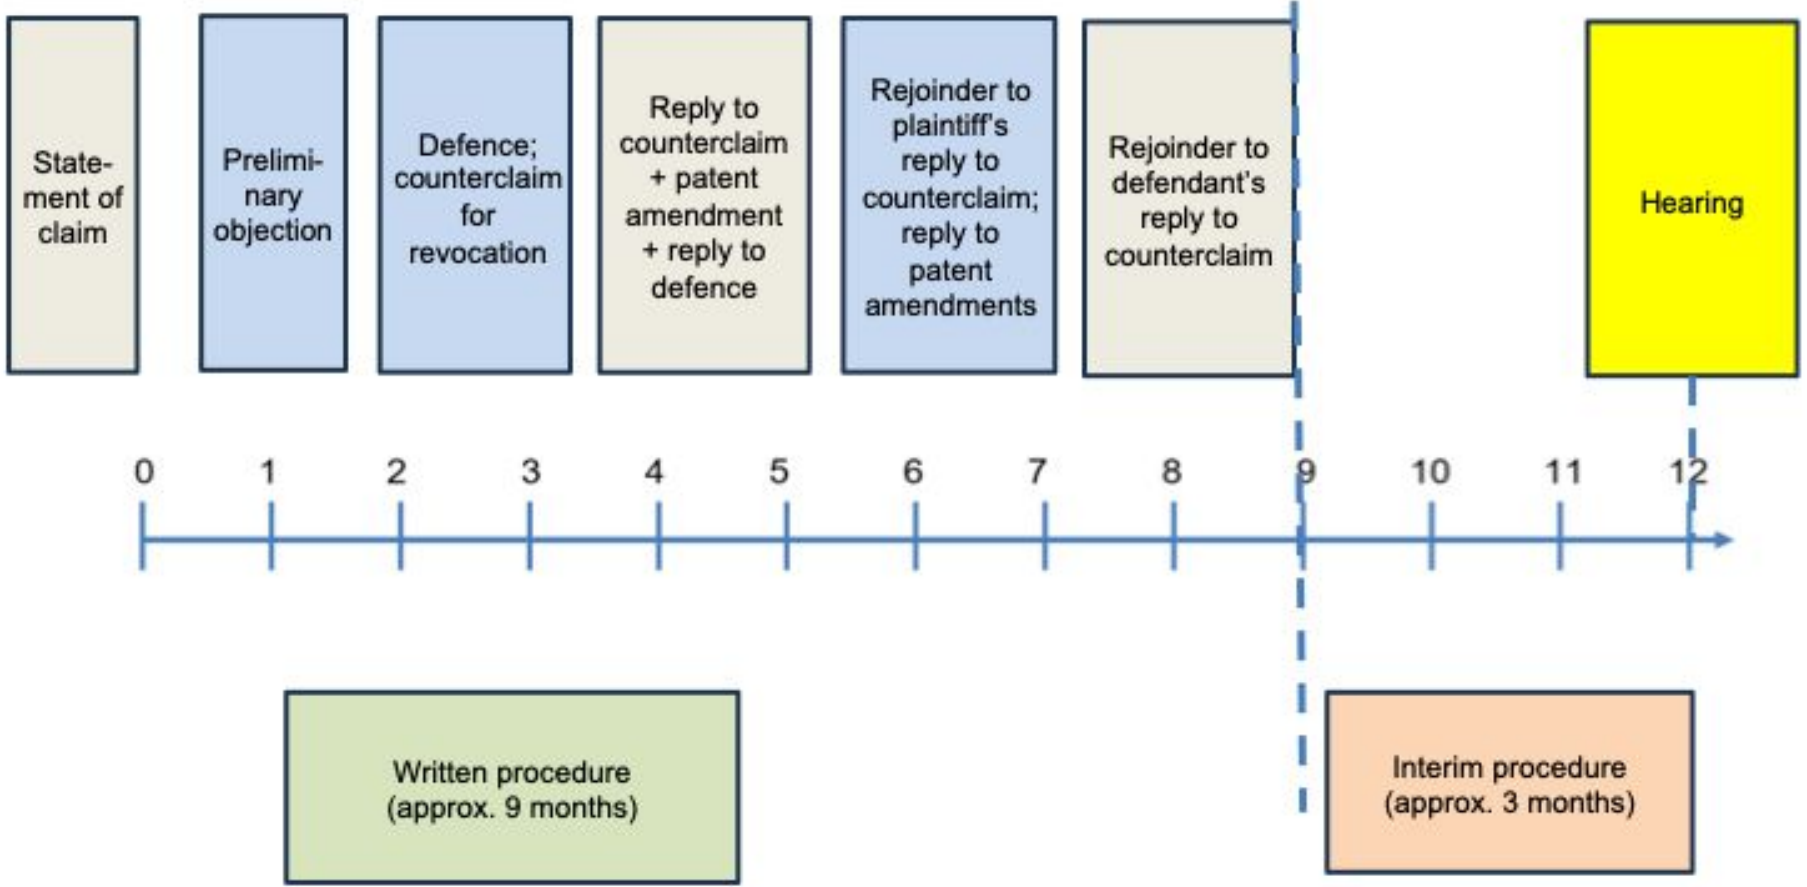 State-
ment of
claim
Prelimi-
nary
objection
Defence;
counterclaim
for
revocation
Reply to
counterclaim
+ patent
amendment
+ reply to
defence
Rejoinder to
plaintiff's
reply to
counterclaim;
reply to
patent
amendments
Rejoinder to
defendant's
reply to
counterclaim
Hearing
0 1 2 3 4 5 6 7 8 9 10 11 12
Written procedure
(approx. 9 months)
Interim procedure
(approx. 3 months)